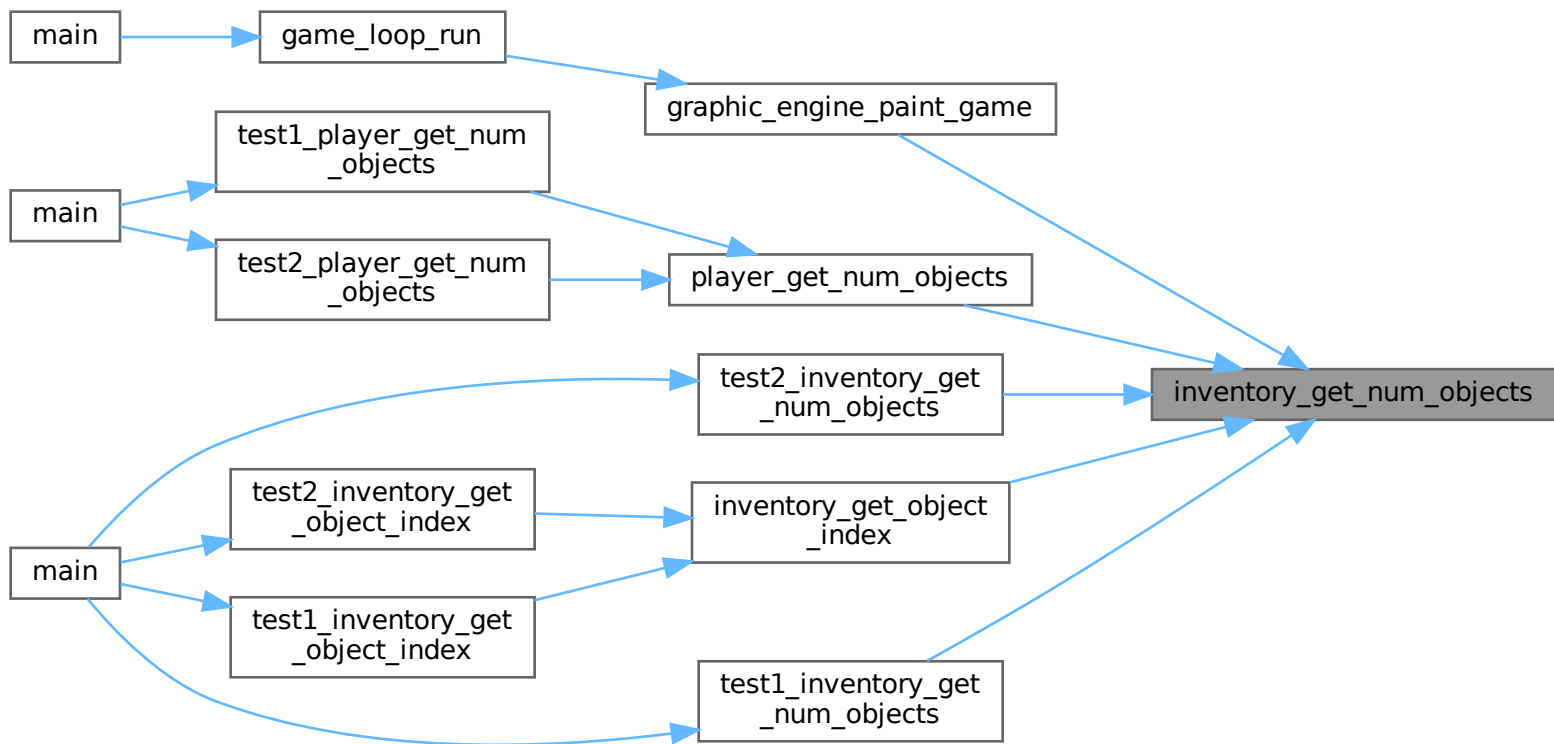 main
game_loop_run
graphic_engine_paint_game
test1_player_get_num
_objects
main
test2_player_get_num
_objects
player_get_num_objects
test2_inventory_get
_num_objects
inventory_get_num_objects
test2_inventory_get
_object_index
inventory_get_object
_index
main
test1_inventory_get
_object_index
test1_inventory_get
_num_objects